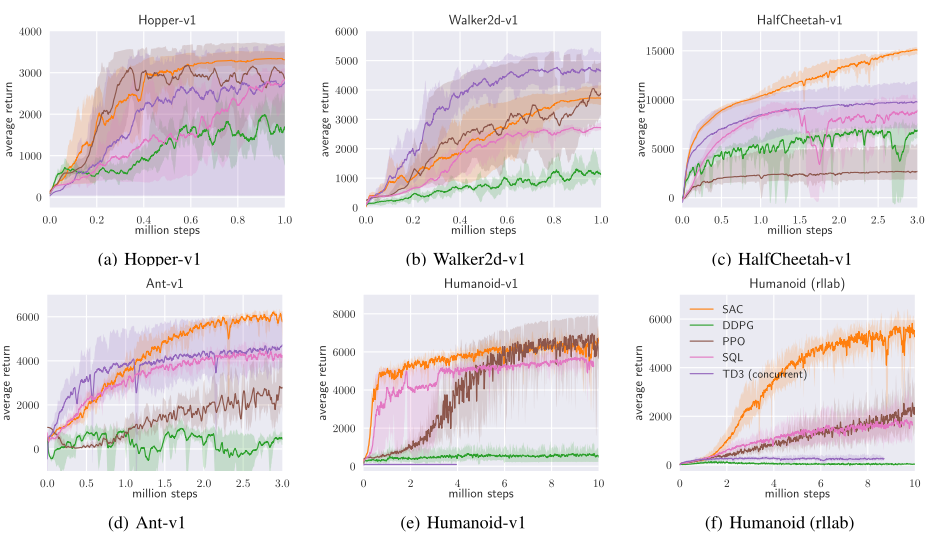 Hopper-v1
4000
3000
2000
1000
0
average return
0.0 0.2 0.4 0.6 0.8 1.0
million steps
(a) Hopper-v1
Walker2d-v1
6000
5000
4000
3000
2000
1000
0
average return
0.0 0.2 0.4 0.6 0.8 1.0
million steps
(b) Walker2d-v1
HalfCheetah-v1
15000
10000
5000
0
average return
0.0 0.5 1.0 1.5 2.0 2.5 3.0
million steps
(c) HalfCheetah-v1
Ant-v1
6000
4000
2000
0
average return
0.0 0.5 1.0 1.5 2.0 2.5 3.0
million steps
(d) Ant-v1
Humanoid-v1
8000
6000
4000
2000
0
average return
0 2 4 6 8 10
million steps
(e) Humanoid-v1
Humanoid (rllab)
6000
4000
2000
0
average return
SAC
DDPG
PPO
SQL
TD3 (concurrent)
0 2 4 6 8 10
million steps
(f) Humanoid (rllab)